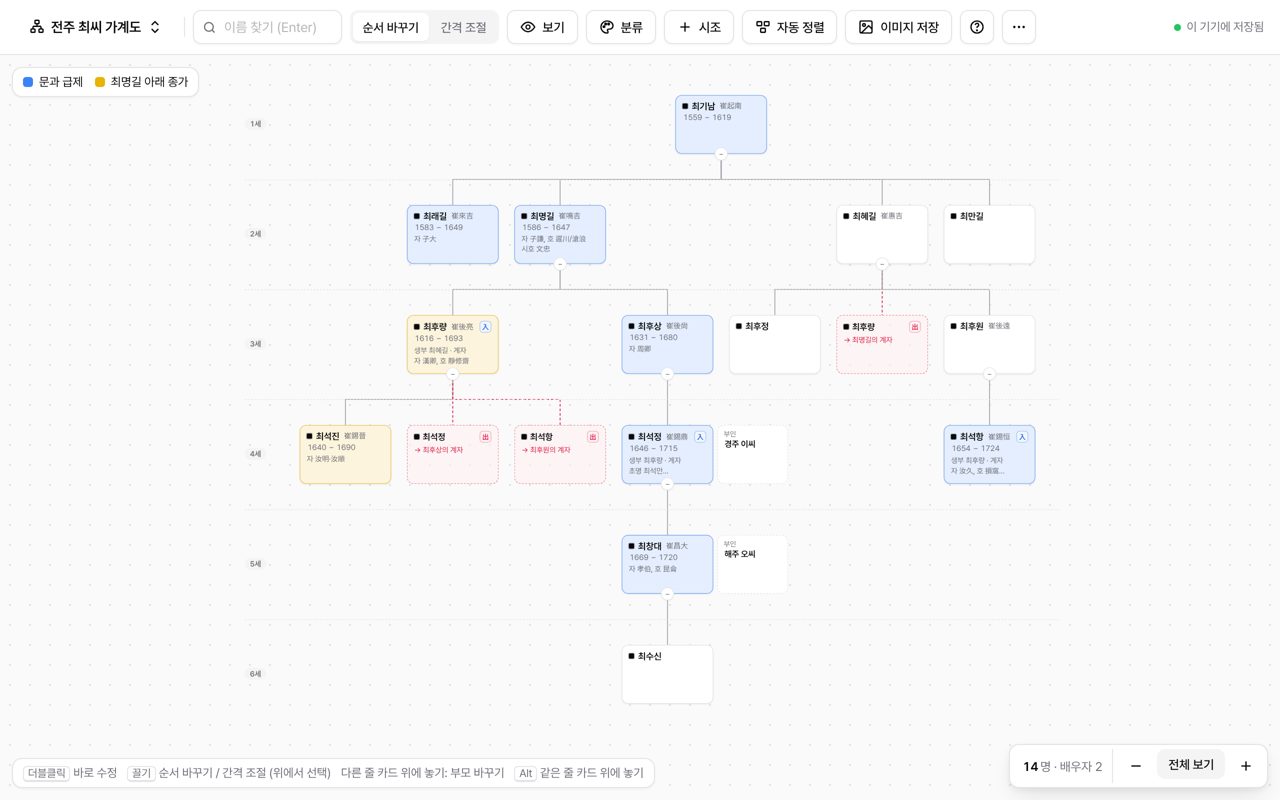 전주 최씨 가계도
이름 찾기 (Enter)
순서 바꾸기
간격 조절
보기
분류
시조
자동 정렬
이미지 저장
이 기기에 저장됨
문과 급제
최명길 아래 종가
1세
최기남 崔起南
1559 – 1619
2세
최래길 崔來吉
1583 – 1649
자 子大
최명길 崔鳴吉
1586 – 1647
자 子謙, 호 遲川/滄浪
시호 文忠
최혜길 崔惠吉
최만길
3세
최후량 崔後亮 入
1616 – 1693
생부 최혜길 · 계자
자 漢卿, 호 靜修齋
최후상 崔後尙
1631 – 1680
자 周卿
최후정
최후량 出
→ 최명길의 계자
최후원 崔後遠
4세
최석진 崔錫晉
1640 – 1690
자 汝明·汝順
최석정 出
→ 최후상의 계자
최석항 出
→ 최후원의 계자
최석정 崔錫鼎 入
1646 – 1715
생부 최후량 · 계자
초명 최석만...
부인
경주 이씨
최석항 崔錫恒 入
1654 – 1724
생부 최후량 · 계자
자 汝久, 호 損窩...
5세
최창대 崔昌大
1669 – 1720
자 孝伯, 호 昆侖
부인
해주 오씨
6세
최수신
더블클릭 바로 수정 끌기 순서 바꾸기 / 간격 조절 (위에서 선택) 다른 줄 카드 위에 놓기: 부모 바꾸기 Alt 같은 줄 카드 위에 놓기
14명 · 배우자 2
전체 보기